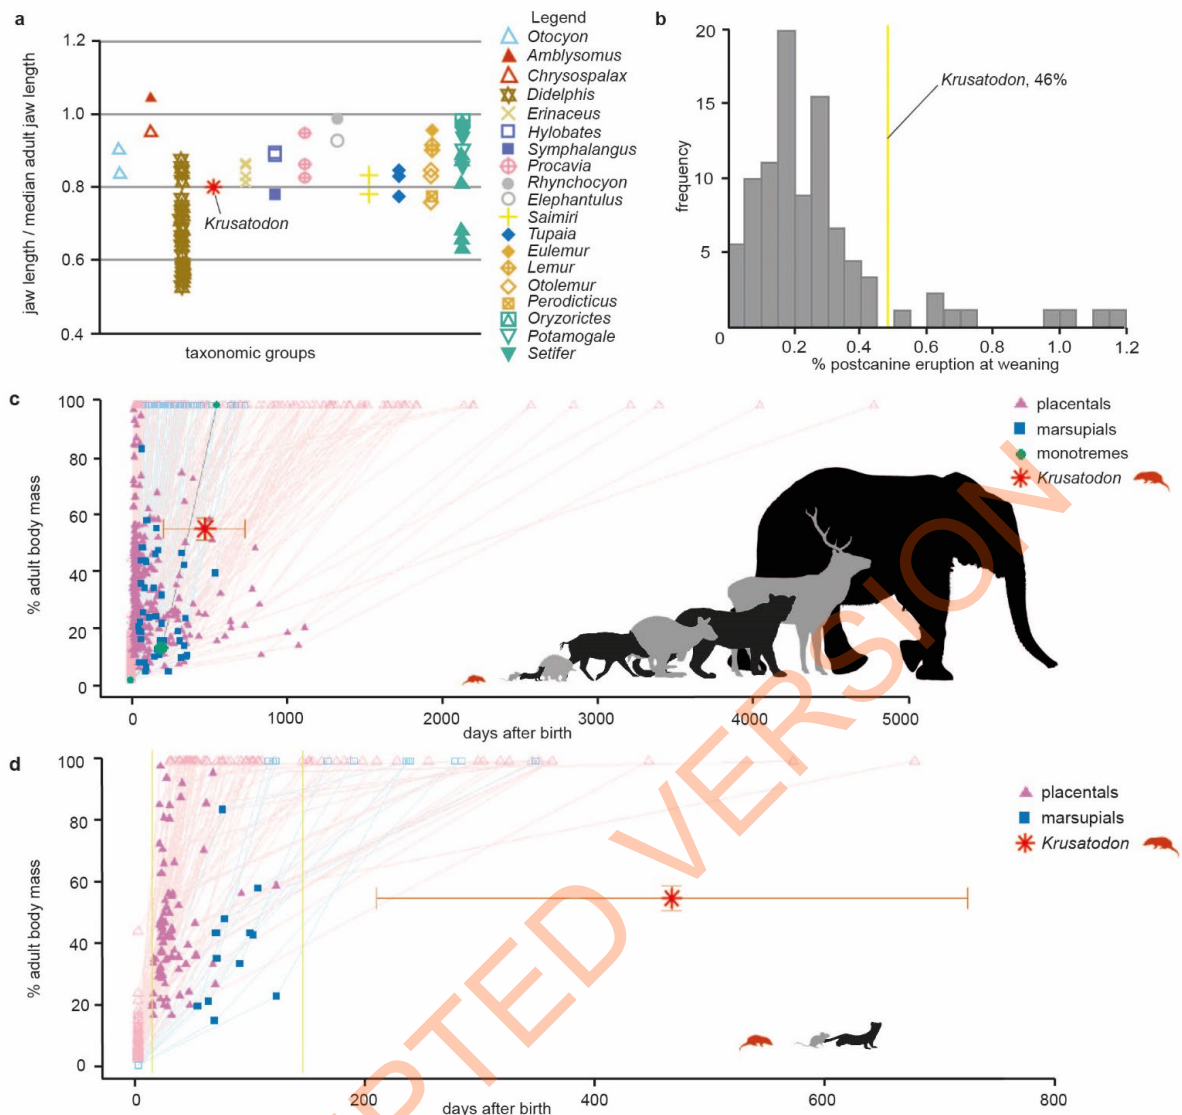 a
jaw length / median adult jaw length
1.2
1.0
0.8
0.6
0.4
Krusatodon
taxonomic groups
Legend
Otocyon
Amblysomus
Chrysospalax
Didelphis
Erinaceus
Hylobates
Symphalangus
Procavia
Rhynchocyon
Elephantulus
Saimiri
Tupaia
Eulemur
Lemur
Otolemur
Perodicticus
Oryzorictes
Potamogale
Setifer
b
frequency
20
15
10
5
0
0.2
0.4
0.6
0.8
1.0
1.2
Krusatodon, 46%
% postcanine eruption at weaning
c
% adult body mass
100
80
60
40
20
0
0
1000
2000
3000
4000
5000
days after birth
placentals
marsupials
monotremes
Krusatodon
d
% adult body mass
100
80
60
40
20
0
0
200
400
600
800
days after birth
placentals
marsupials
Krusatodon
PTED VERSION